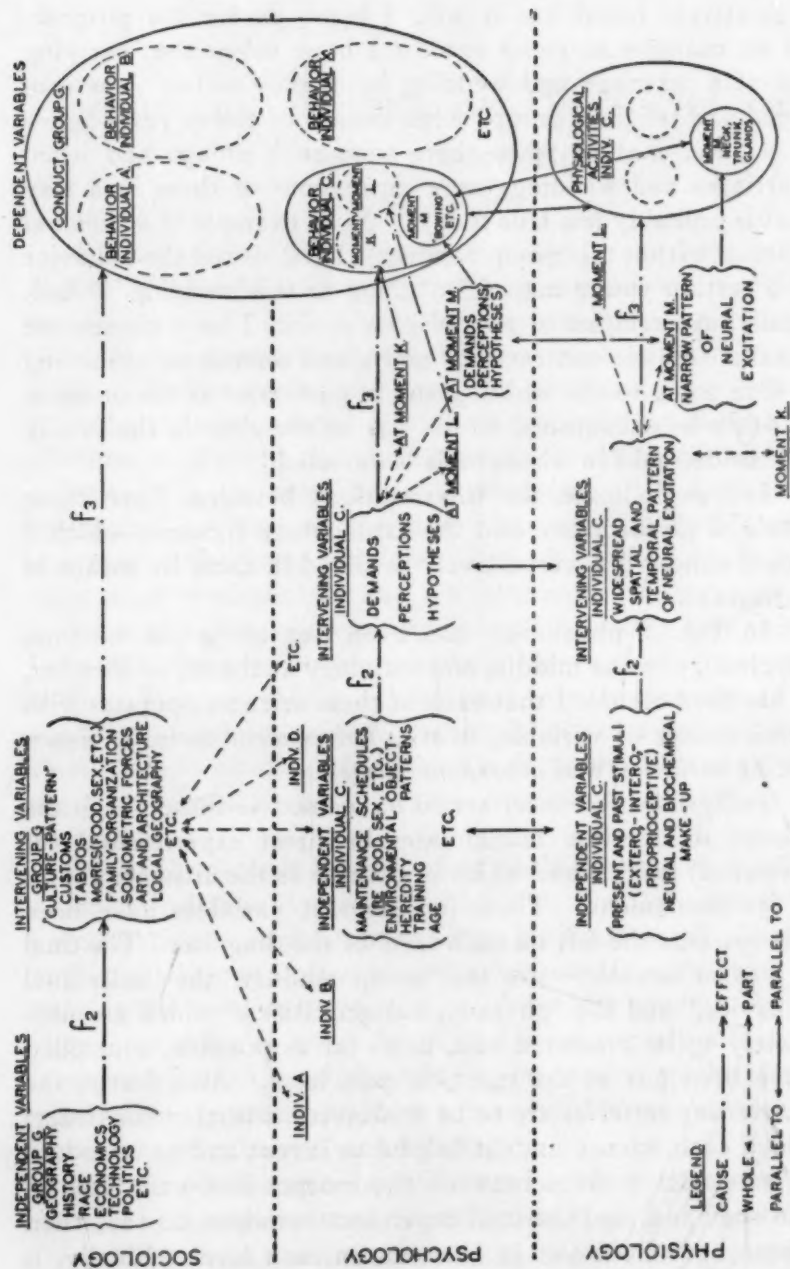 SOCIOLOGY
INDEPENDENT VARIABLES
GROUP G
GEOGRAPHY
HISTORY
RACE
ECONOMICS
TECHNOLOGY
POLITICS
ETC.
f2
INTERVENING VARIABLES
GROUP G
"CULTURE-PATTERN"
CUSTOMS
TABOOS
MORES (FOOD, SEX)
FAMILY-ORGANIZATION
SOCIOMETRIC FORCES
ART AND ARCHITECTURE
LOCAL GEOGRAPHY
ETC.
f3
DEPENDENT VARIABLES
CONDUCT, GROUP G
BEHAVIOR, INDIVIDUAL A.
BEHAVIOR, INDIVIDUAL B.
BEHAVIOR INDIVIDUAL C.
BEHAVIOR, INDIVIDUAL X.
ETC
MOMENT K.
MOMENT
MOMENT M "BOWING" ETC.
PSYCHOLOGY
INDIV. A.
INDIV. B.
INDIV. X.
ETC.
INDEPENDENT VARIABLES
INDIVIDUAL C.
MAINTENANCE SCHEDULES
(RE FOOD, SEX, ETC.)
ENVIRONMENTAL OBJECT-
HEREDITY PATTERNS
TRAINING
AGE
ETC.
f2
INTERVENING VARIABLES
INDIVIDUAL C.
DEMANDS
PERCEPTIONS
HYPOTHESES
f3
AT MOMENT K.
AT MOMENT L.
AT MOMENT M.
DEMANDS
PERCEPTIONS
HYPOTHESES
PHYSIOLOGY
INDEPENDENT VARIABLES
INDIVIDUAL C.
PRESENT AND PAST STIMULI
(EXTERO-, INTERO-,
PROPRIOCEPTIVE).
NEURAL AND BIOCHEMICAL
MAKE UP
f2
INTERVENING VARIABLES
INDIVIDUAL C.
WIDESPREAD
SPATIAL AND
TEMPORAL PATTERN
OF NEURAL EXCITATION
f3
MOMENT L.
AT MOMENT M.
NARROW PATTERN
OF NEURAL
EXCITATION
MOMENT K.
PHYSIOLOGICAL
ACTIVITIES.
INDIV. C.
MOMENT M.
NECK,
TRUNK,
GLANDS
LEGEND
CAUSE EFFECT
WHOLE PART
PARALLEL TO PARALLEL TO